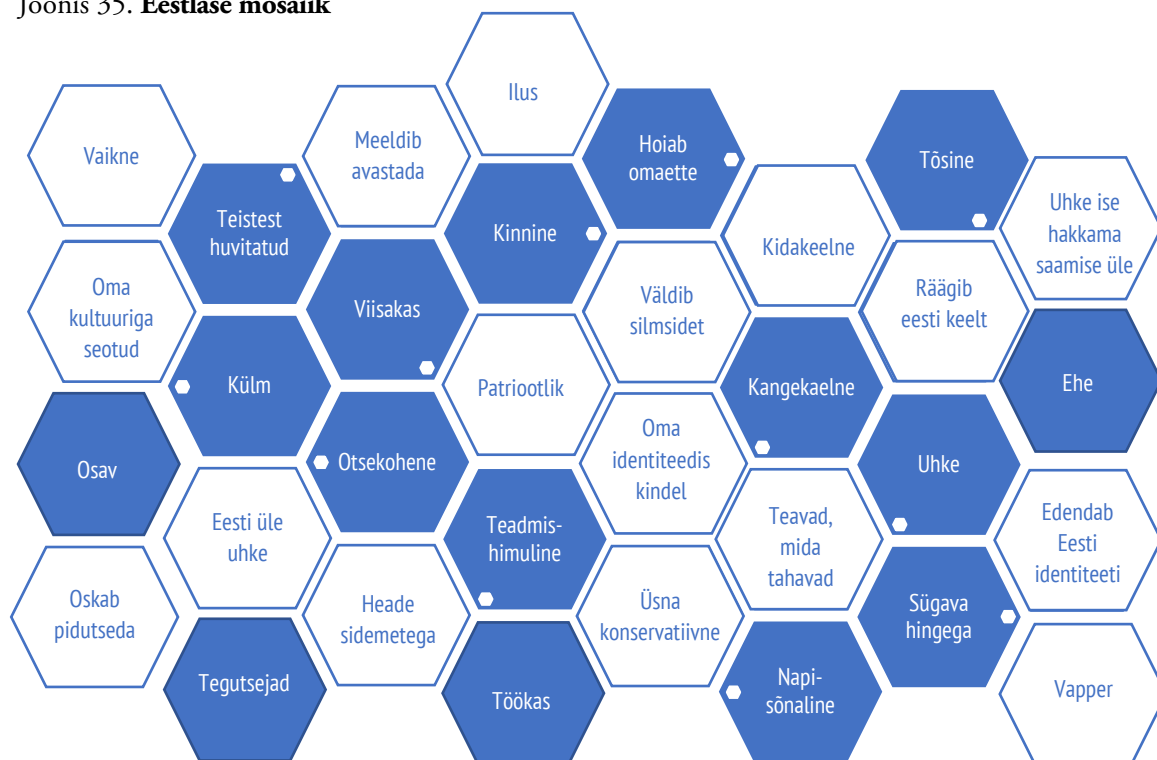 Joonis 35. Eestlase mosaiik
Ilus
Vaikne
Meeldib
avastada
Hoiab
omaette
Tõsine
Teistest
huvitatud
Kinnine
Kidakeelne
Uhke ise
hakkama
saamise üle
Oma
kultuuriga
seotud
Viisakas
Väldib
silmsidet
Räägib
eesti keelt
Külm
Patriootlik
Kangekaelne
Ehe
Osav
Otsekohene
Oma
identiteedis
kindel
Uhke
Eesti üle
uhke
Teadmis-
himuline
Teavad,
mida
tahavad
Edendab
Eesti
identiteeti
Oskab
pidutseda
Heade
sidemetega
Üsna
konservatiivne
Sügava
hingega
Tegutsejad
Töökas
Napi-
sõnaline
Vapper